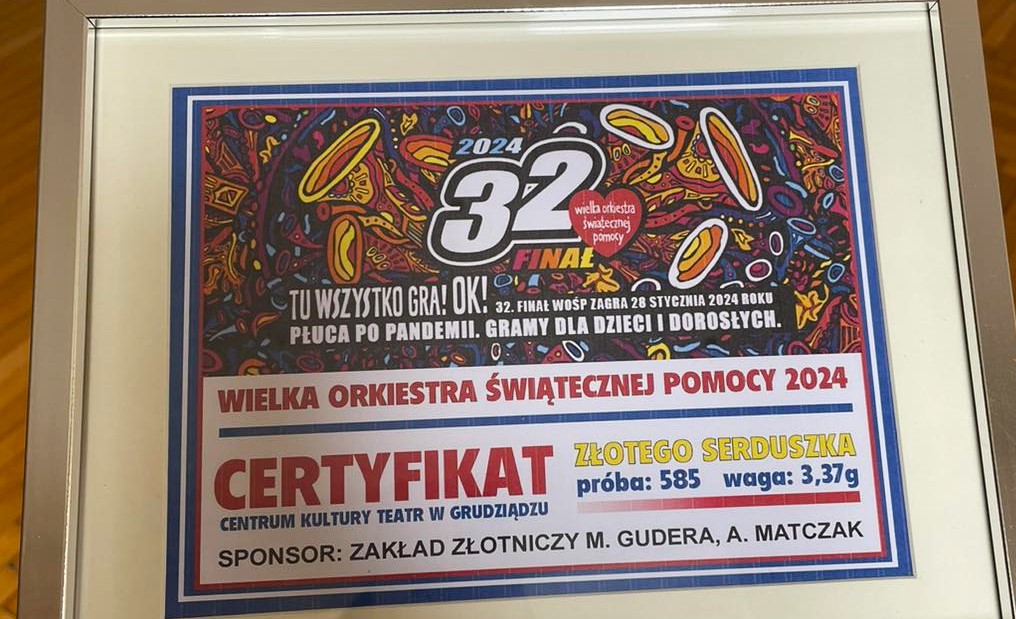 2024
32
wielka orkiestra
świątecznej
pomocy
FINAŁ
TU WSZYSTKO GRA! OK! 32. FINAŁ WOŚP ZAGRA 28 STYCZNIA 2024 ROKU
PŁUCA PO PANDEMII. GRAMY DLA DZIECI I DOROSŁYCH.
WIELKA ORKIESTRA ŚWIĄTECZNEJ POMOCY 2024
CERTYFIKAT
ZŁOTEGO SERDUSZKA
próba: 585 waga: 3,37g
CENTRUM KULTURY TEATR W GRUDZIĄDZU
SPONSOR: ZAKŁAD ZŁOTNICZY M. GUDERA, A. MATCZAK